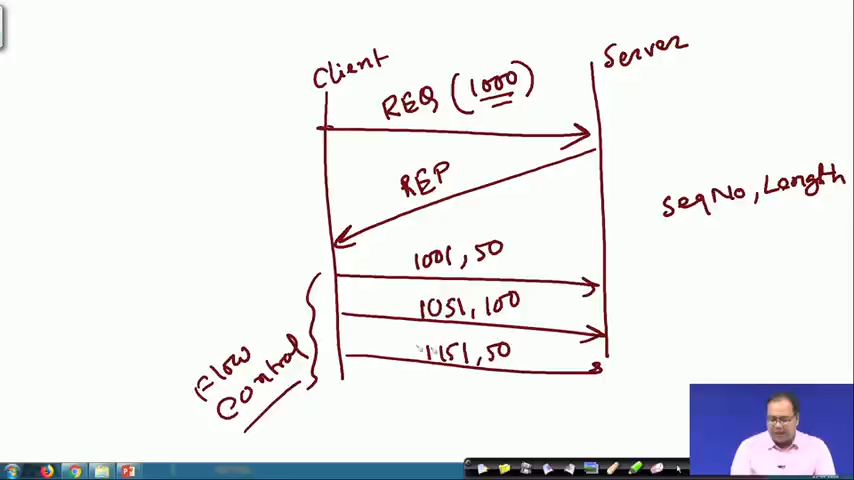 Client
Server
REQ (1000)
REP
SeqNo, Length
1001, 50
1051, 100
1151, 50
Flow
Control